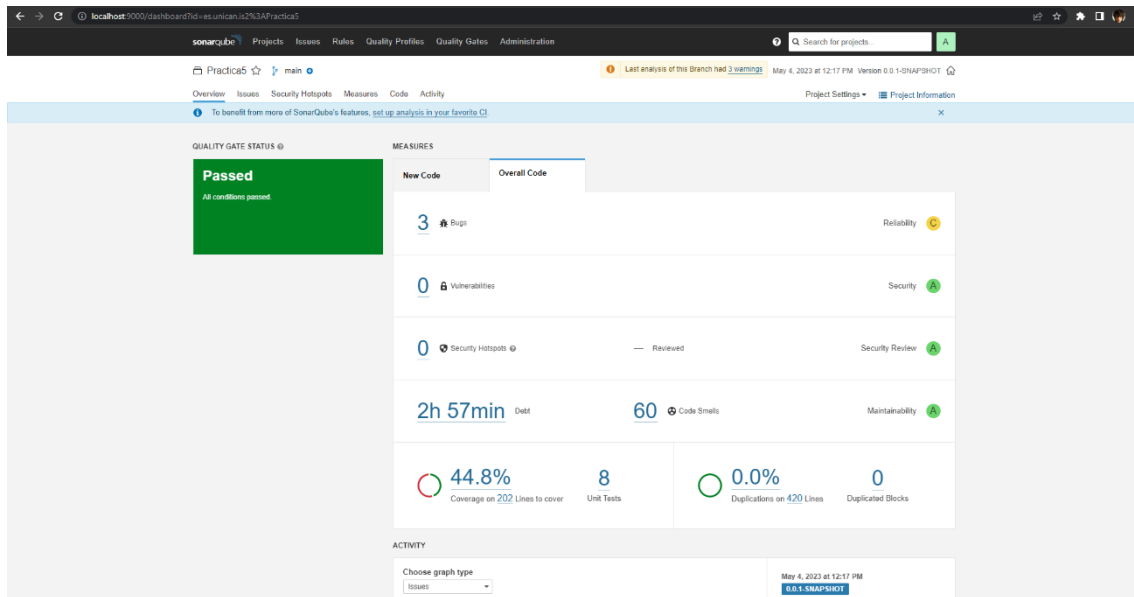 localhost:9000/dashboard?id=es.unican.is2%3APractica5
sonarqube Projects Issues Rules Quality Profiles Quality Gates Administration Search for projects... A
Practica5 main Last analysis of this Branch had 3 warnings May 4, 2023 at 12:17 PM Version 0.0.1-SNAPSHOT
Overview Issues Security Hotspots Measures Code Activity Project Settings Project Information
To benefit from more of SonarQube's features, set up analysis in your favorite CI.
QUALITY GATE STATUS MEASURES
Passed
All conditions passed.
New Code Overall Code
3 Bugs Reliability C
0 Vulnerabilities Security A
0 Security Hotspots — Reviewed Security Review A
2h 57min Debt 60 Code Smells Maintainability A
44.8% 8 0.0% 0
Coverage on 202 Lines to cover Unit Tests Duplications on 420 Lines Duplicated Blocks
ACTIVITY
Choose graph type
Issues
May 4, 2023 at 12:17 PM
0.0.1-SNAPSHOT